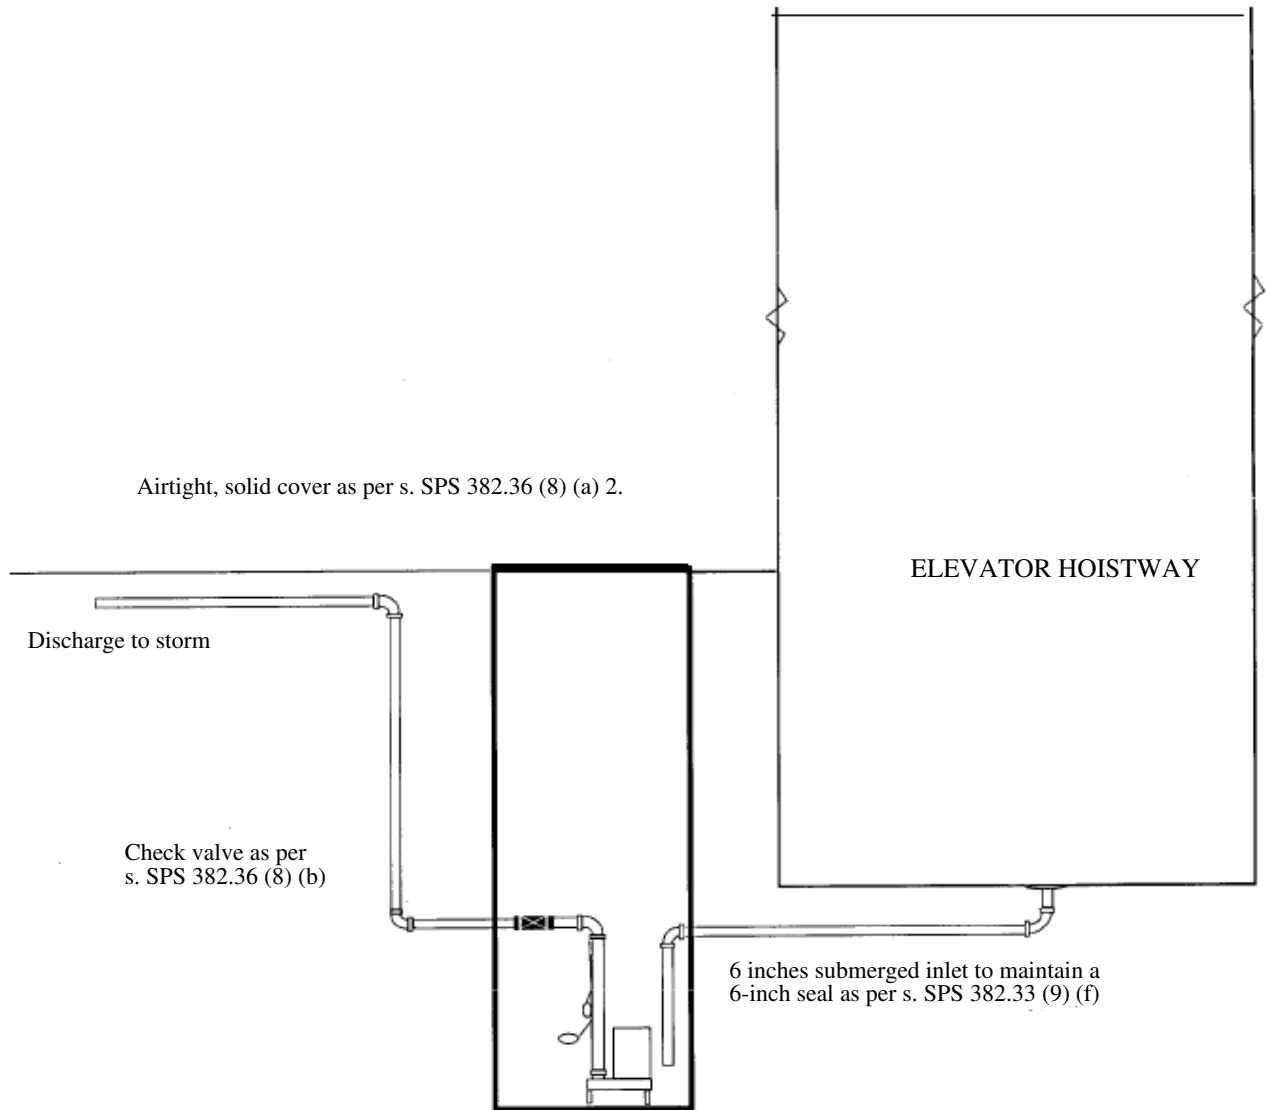 Airtight, solid cover as per s. SPS 382.36 (8) (a) 2.
ELEVATOR HOISTWAY
Discharge to storm
Check valve as per
s. SPS 382.36 (8) (b)
6 inches submerged inlet to maintain a
6-inch seal as per s. SPS 382.33 (9) (f)